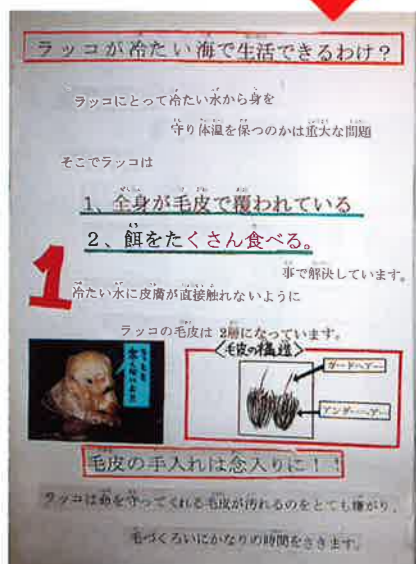 ラッコが冷たい海で生活できるわけ？
ラッコにとって冷たい水から身を
守り体温を保つのかは重大な問題
そこでラッコは
1、全身が毛皮で覆われている
2、餌をたくさん食べる。
事で解決しています。
1
冷たい水に皮膚が直接触れないように
ラッコの毛皮は 2層になっています。
〈毛皮の構造〉
ガードヘアー
アンダーヘアー
毛皮の手入れは念入りに！！
ラッコは命を守ってくれる毛皮が汚れるのをとても嫌がり、
毛づくろいにかなりの時間をさきます。